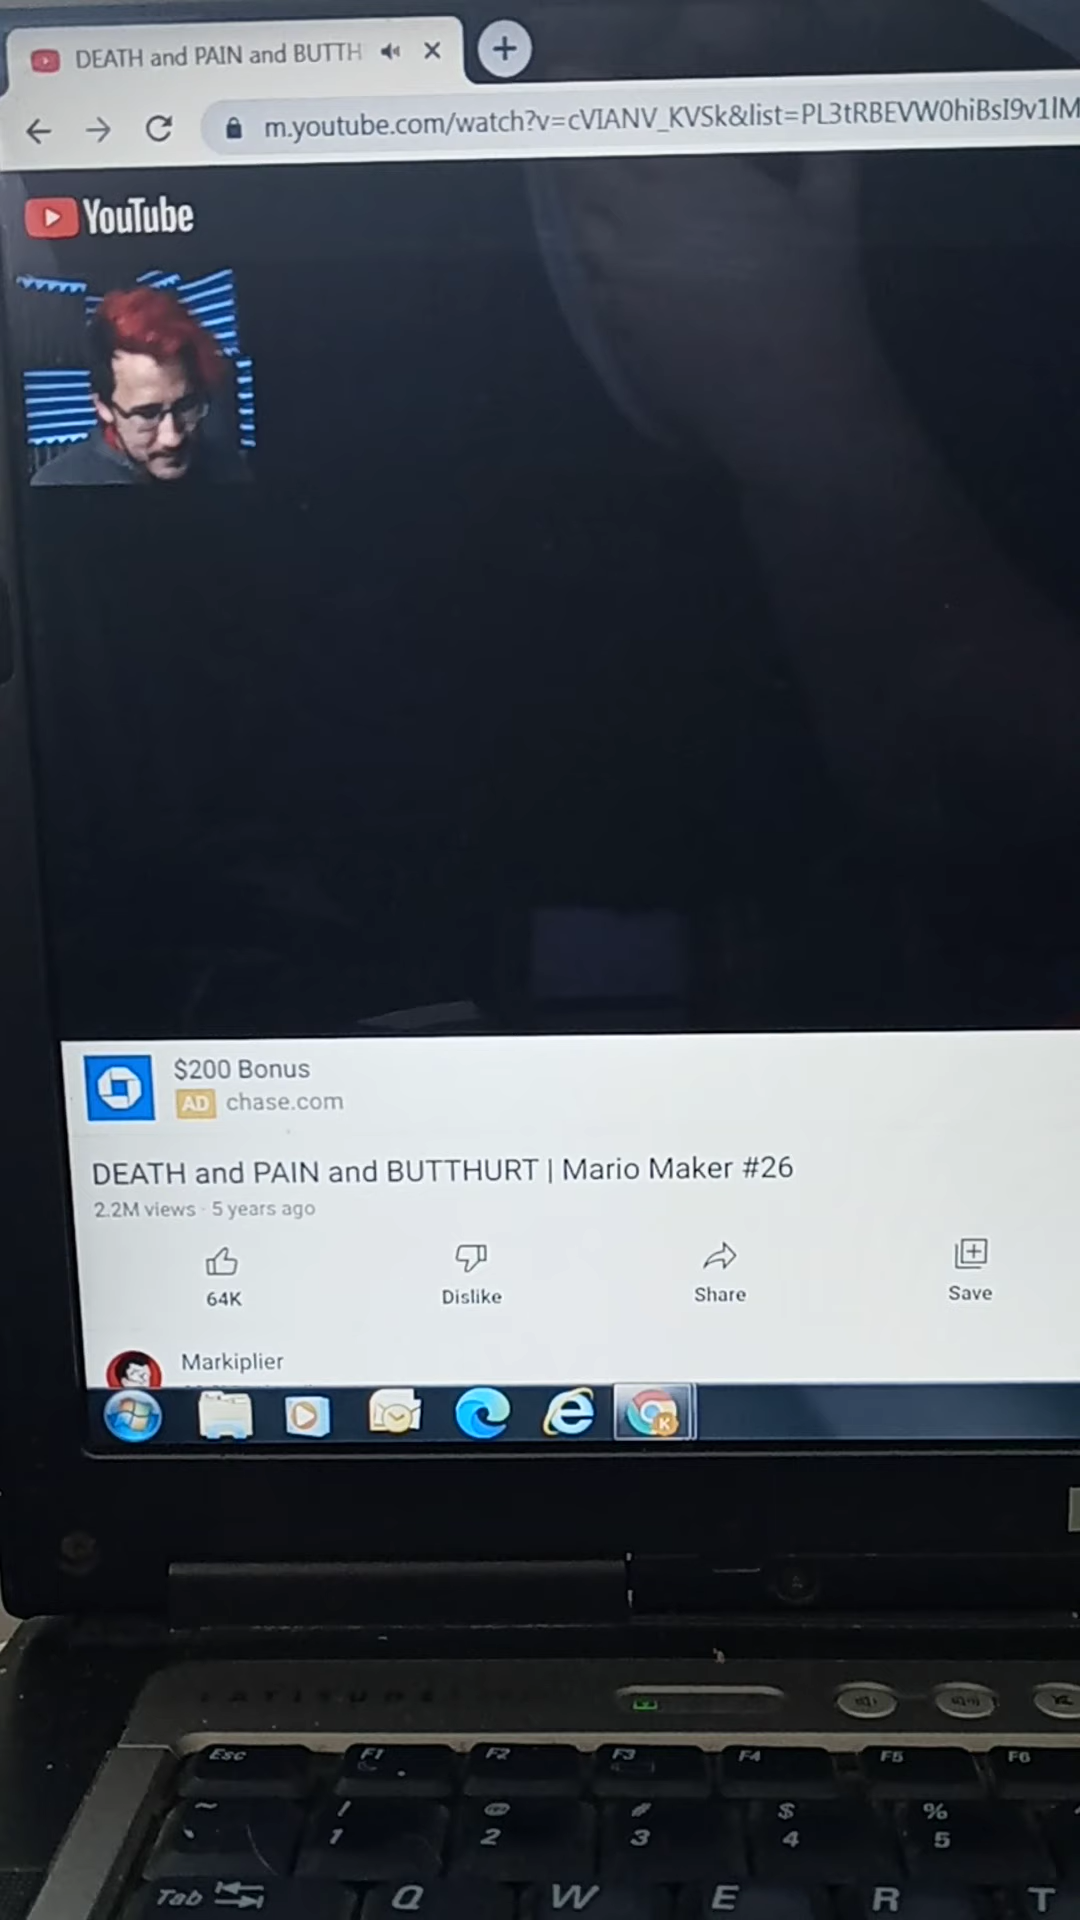 DEATH and PAIN and BUTTH
m.youtube.com/watch?v=cVIANV_KVSk&list=PL3tRBEVW0hiBsI9v1lM
YouTube
$200 Bonus
AD chase.com
DEATH and PAIN and BUTTHURT | Mario Maker #26
2.2M views · 5 years ago
64K Dislike Share Save
Markiplier
K
LATITUDE
Esc F1 F2 F3 F4 F5 F6
~ ! @ # $ %
` 1 2 3 4 5
Tab Q W E R T